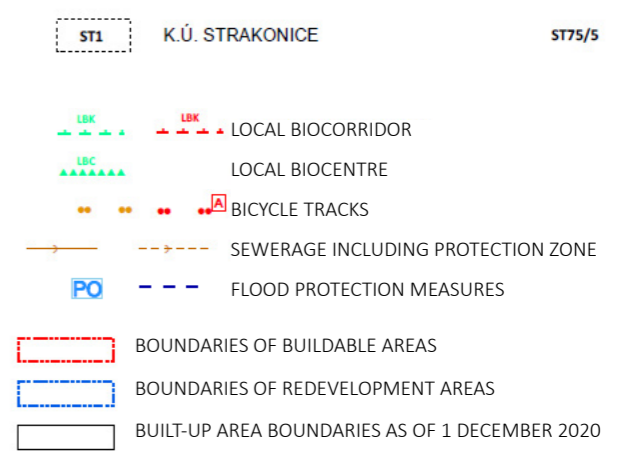 ST1 K.Ú. STRAKONICE ST75/5
LBK LBK LOCAL BIOCORRIDOR
LBC LOCAL BIOCENTRE
A BICYCLE TRACKS
SEWERAGE INCLUDING PROTECTION ZONE
PO FLOOD PROTECTION MEASURES
BOUNDARIES OF BUILDABLE AREAS
BOUNDARIES OF REDEVELOPMENT AREAS
BUILT-UP AREA BOUNDARIES AS OF 1 DECEMBER 2020